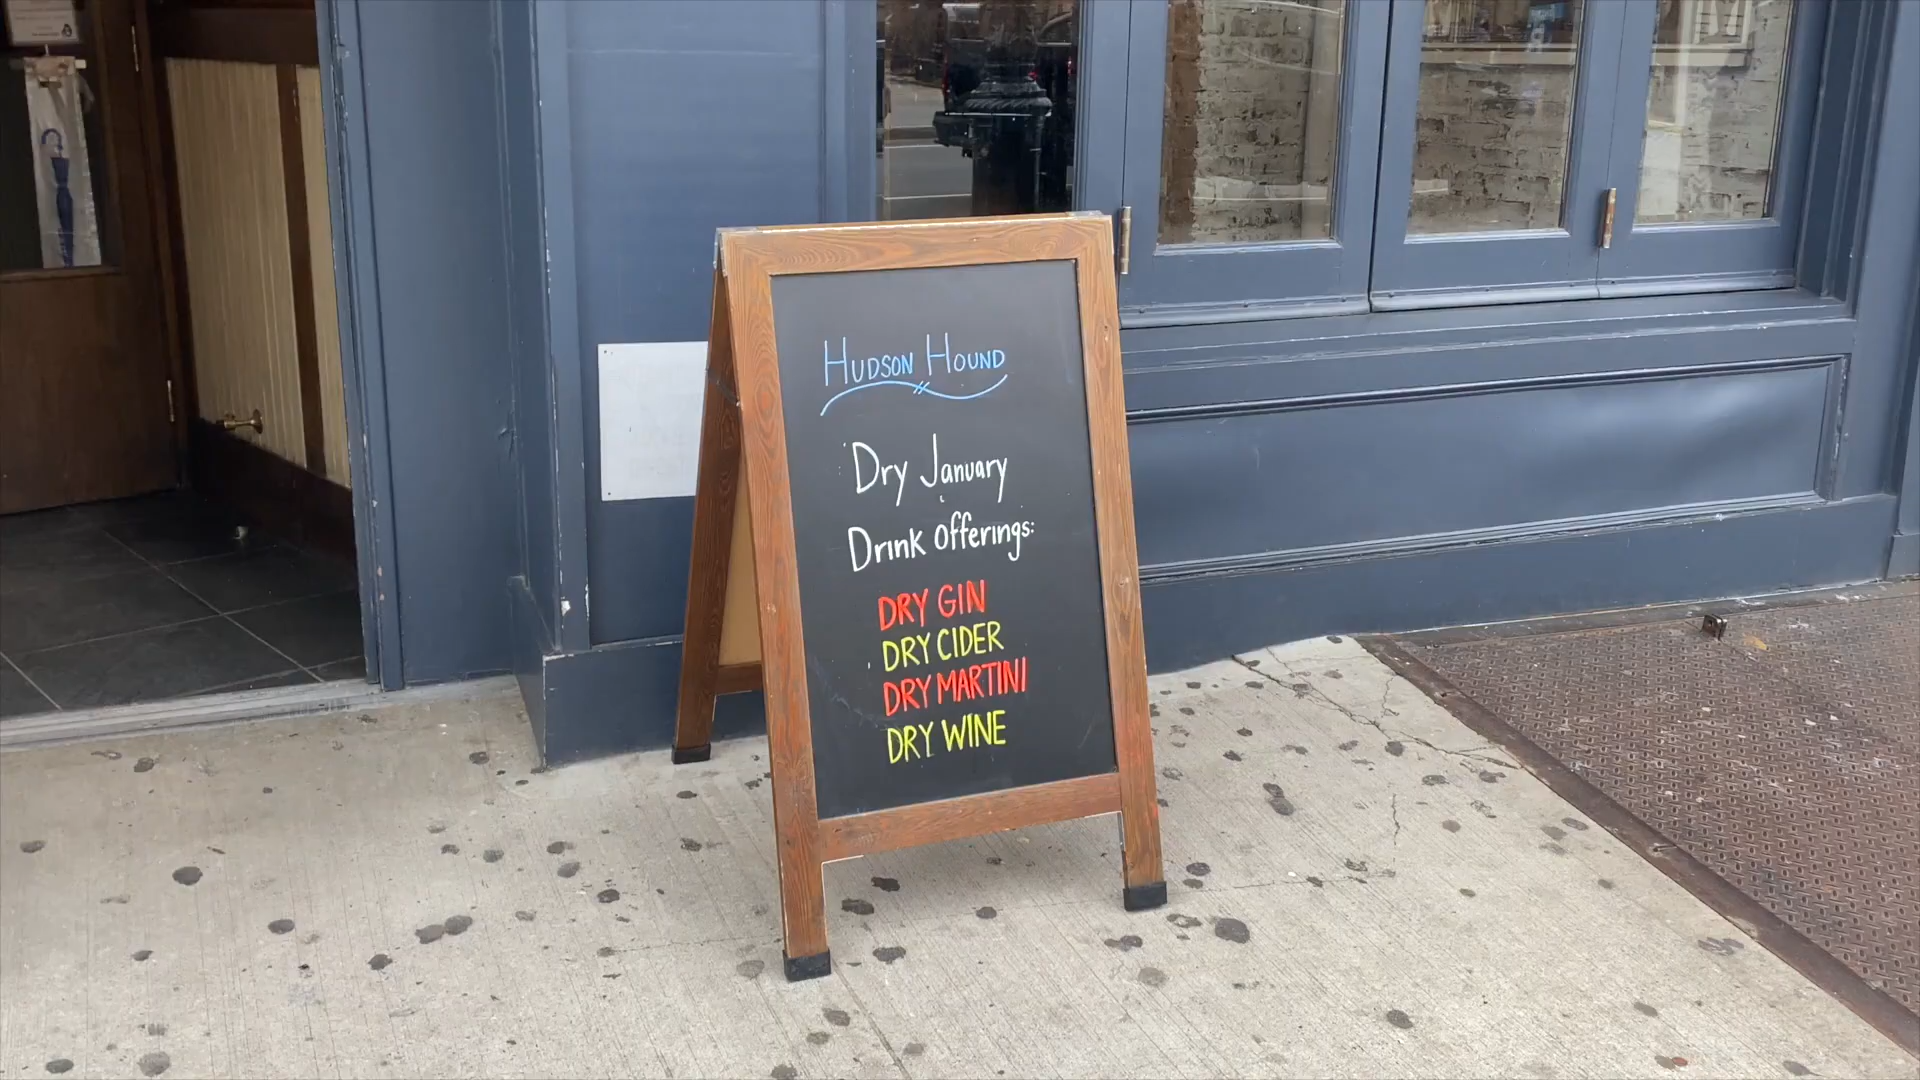 HUDSON HOUND
Dry January
Drink Offerings:
DRY GIN
DRY CIDER
DRY MARTINI
DRY WINE